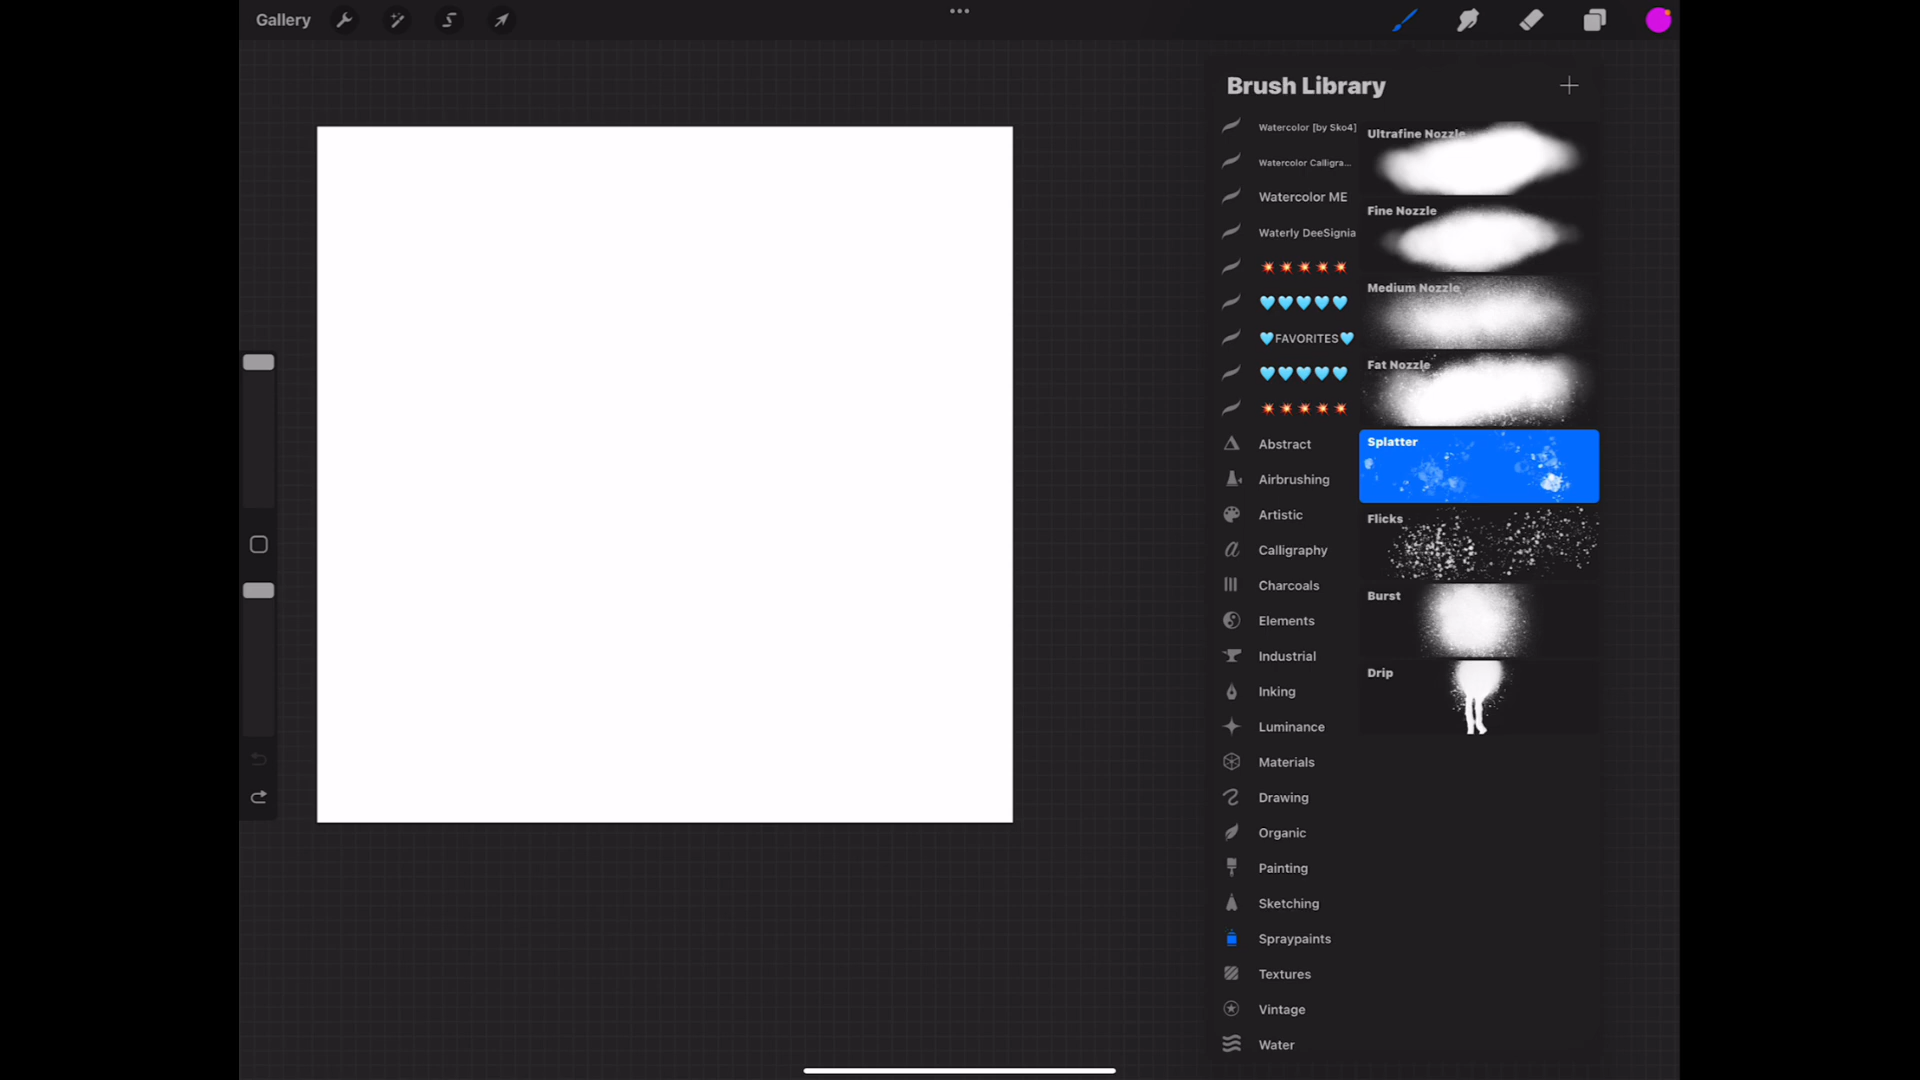 Gallery
Brush Library
Watercolor [by Sko4]
Watercolor Calligra...
Watercolor ME
Waterly DeeSignia
💥💥💥💥💥
🩵🩵🩵🩵🩵
🩵FAVORITES🩵
🩵🩵🩵🩵🩵
💥💥💥💥💥
Abstract
Airbrushing
Artistic
Calligraphy
Charcoals
Elements
Industrial
Inking
Luminance
Materials
Drawing
Organic
Painting
Sketching
Spraypaints
Textures
Vintage
Water
Ultrafine Nozzle
Fine Nozzle
Medium Nozzle
Fat Nozzle
Splatter
Flicks
Burst
Drip